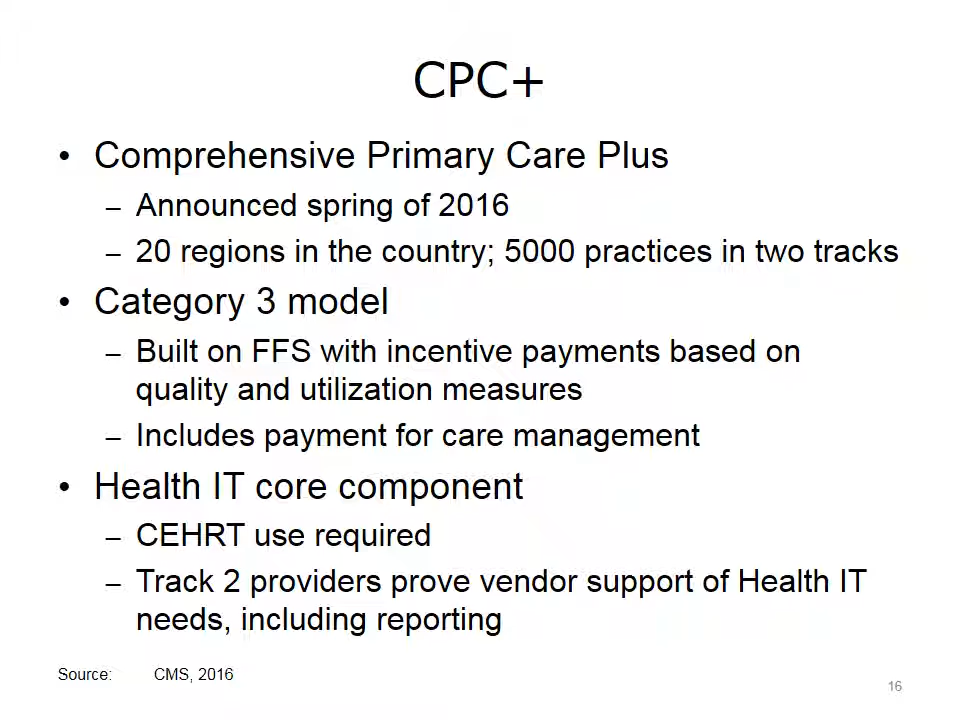 CPC+
• Comprehensive Primary Care Plus
– Announced spring of 2016
– 20 regions in the country; 5000 practices in two tracks
• Category 3 model
– Built on FFS with incentive payments based on
quality and utilization measures
– Includes payment for care management
• Health IT core component
– CEHRT use required
– Track 2 providers prove vendor support of Health IT
needs, including reporting
Source: CMS, 2016
16